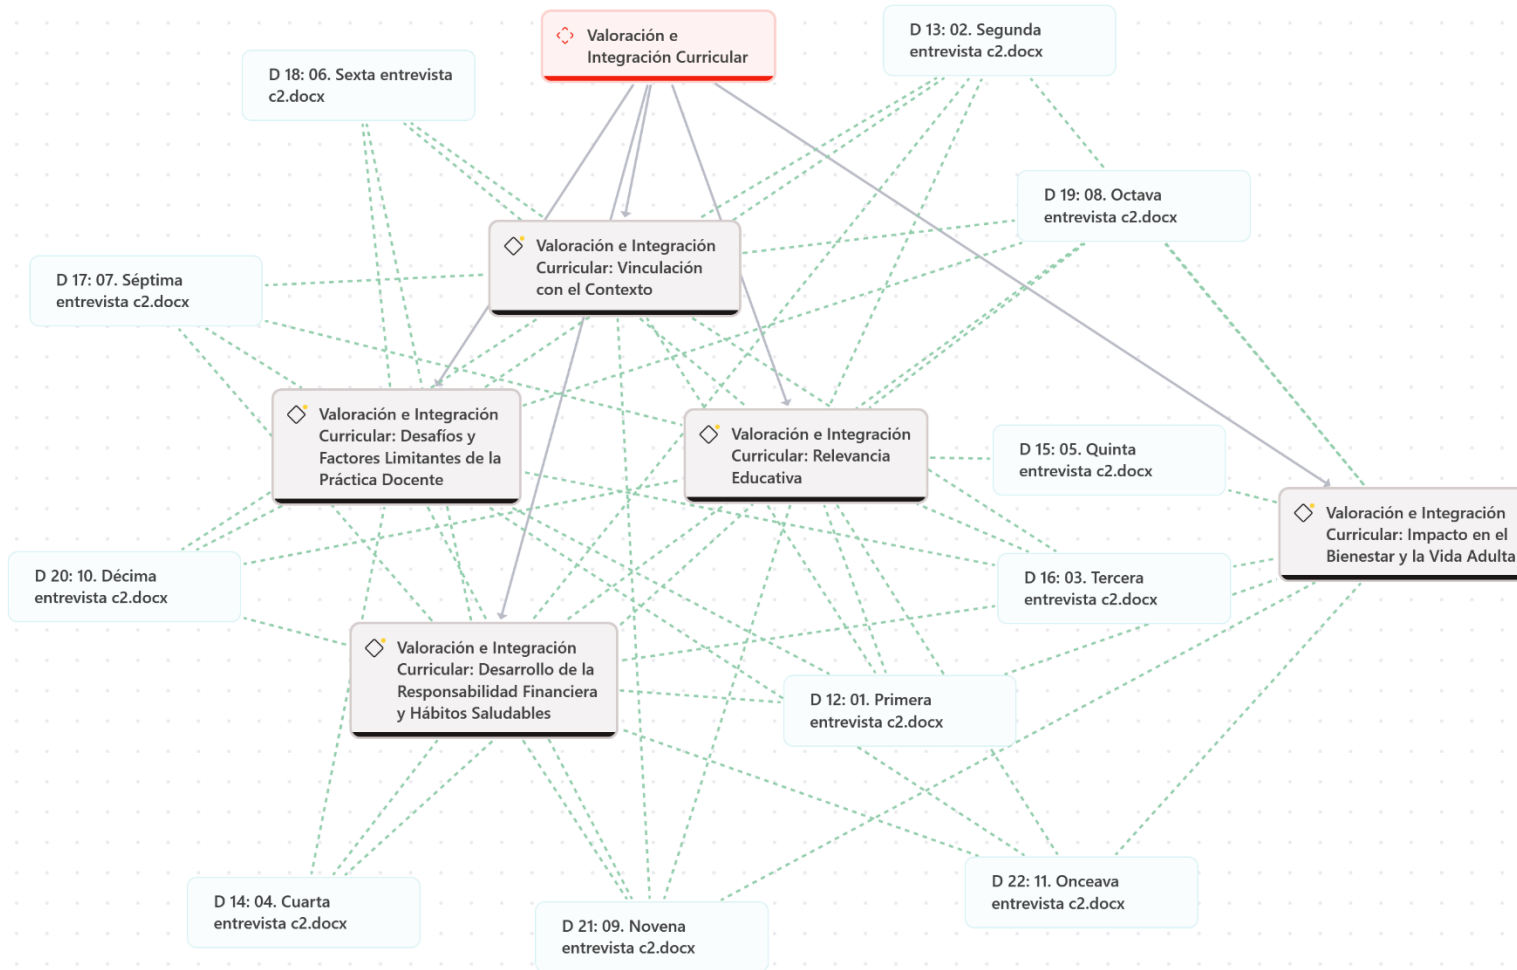 Valoración e
Integración Curricular
D 13: 02. Segunda
entrevista c2.docx
D 18: 06. Sexta entrevista
c2.docx
D 19: 08. Octava
entrevista c2.docx
Valoración e Integración
Curricular: Vinculación
con el Contexto
D 17: 07. Séptima
entrevista c2.docx
Valoración e Integración
Curricular: Desafíos y
Factores Limitantes de la
Práctica Docente
Valoración e Integración
Curricular: Relevancia
Educativa
D 15: 05. Quinta
entrevista c2.docx
Valoración e Integración
Curricular: Impacto en el
Bienestar y la Vida Adulta
D 20: 10. Décima
entrevista c2.docx
D 16: 03. Tercera
entrevista c2.docx
Valoración e Integración
Curricular: Desarrollo de la
Responsabilidad Financiera
y Hábitos Saludables
D 12: 01. Primera
entrevista c2.docx
D 14: 04. Cuarta
entrevista c2.docx
D 21: 09. Novena
entrevista c2.docx
D 22: 11. Onceava
entrevista c2.docx